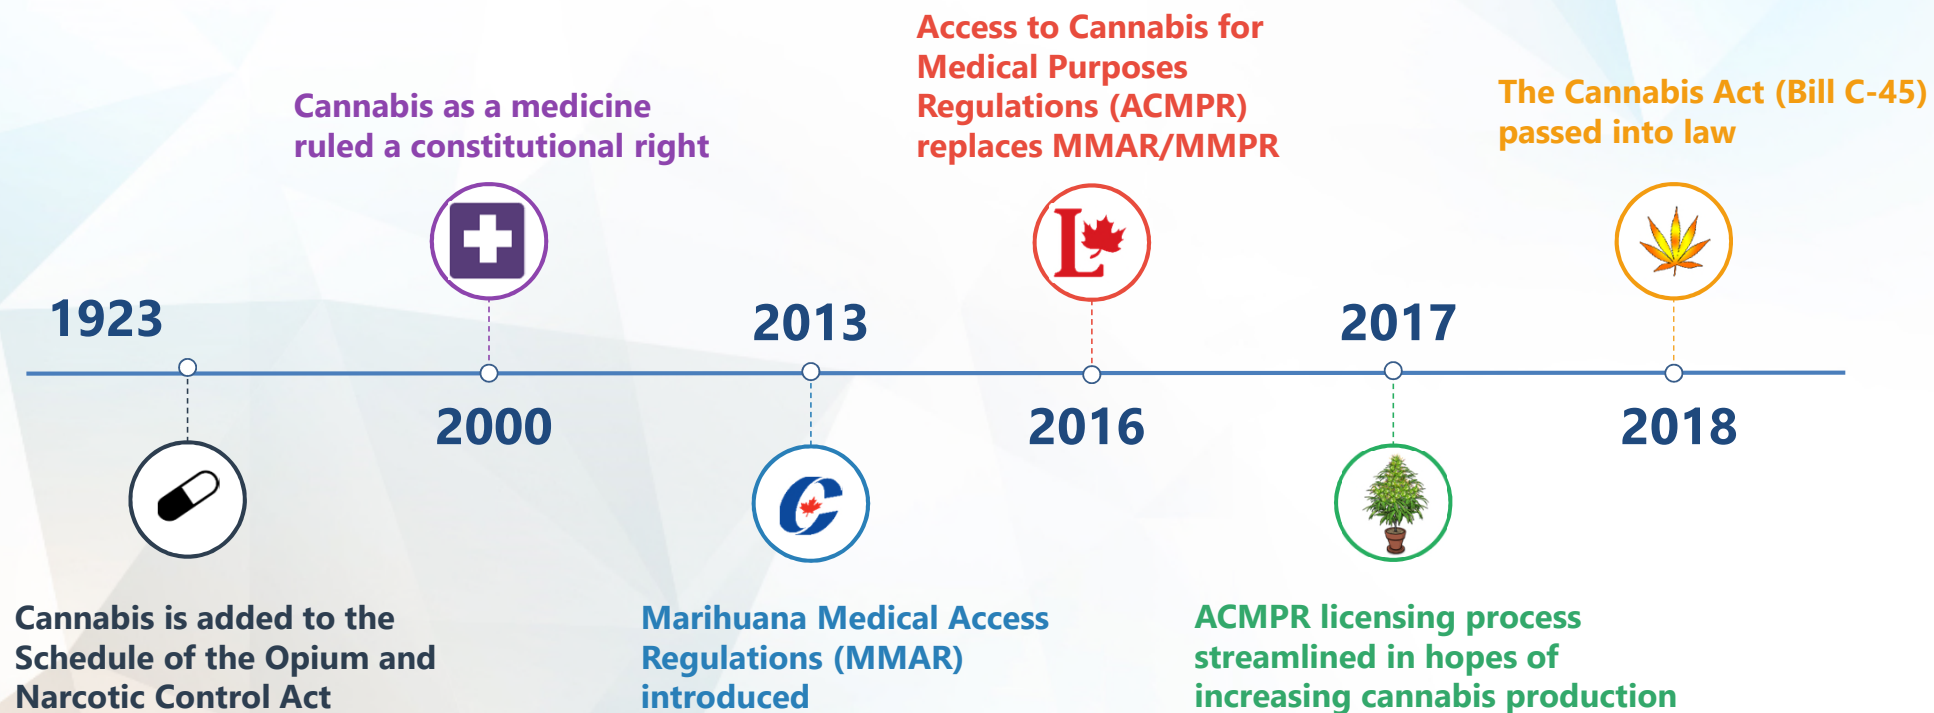 1923
Cannabis is added to the
Schedule of the Opium and
Narcotic Control Act
Cannabis as a medicine
ruled a constitutional right
2000
2013
Marihuana Medical Access
Regulations (MMAR)
introduced
Access to Cannabis for
Medical Purposes
Regulations (ACMPR)
replaces MMAR/MMPR
L
2016
2017
ACMPR licensing process
streamlined in hopes of
increasing cannabis production
The Cannabis Act (Bill C-45)
passed into law
2018
C